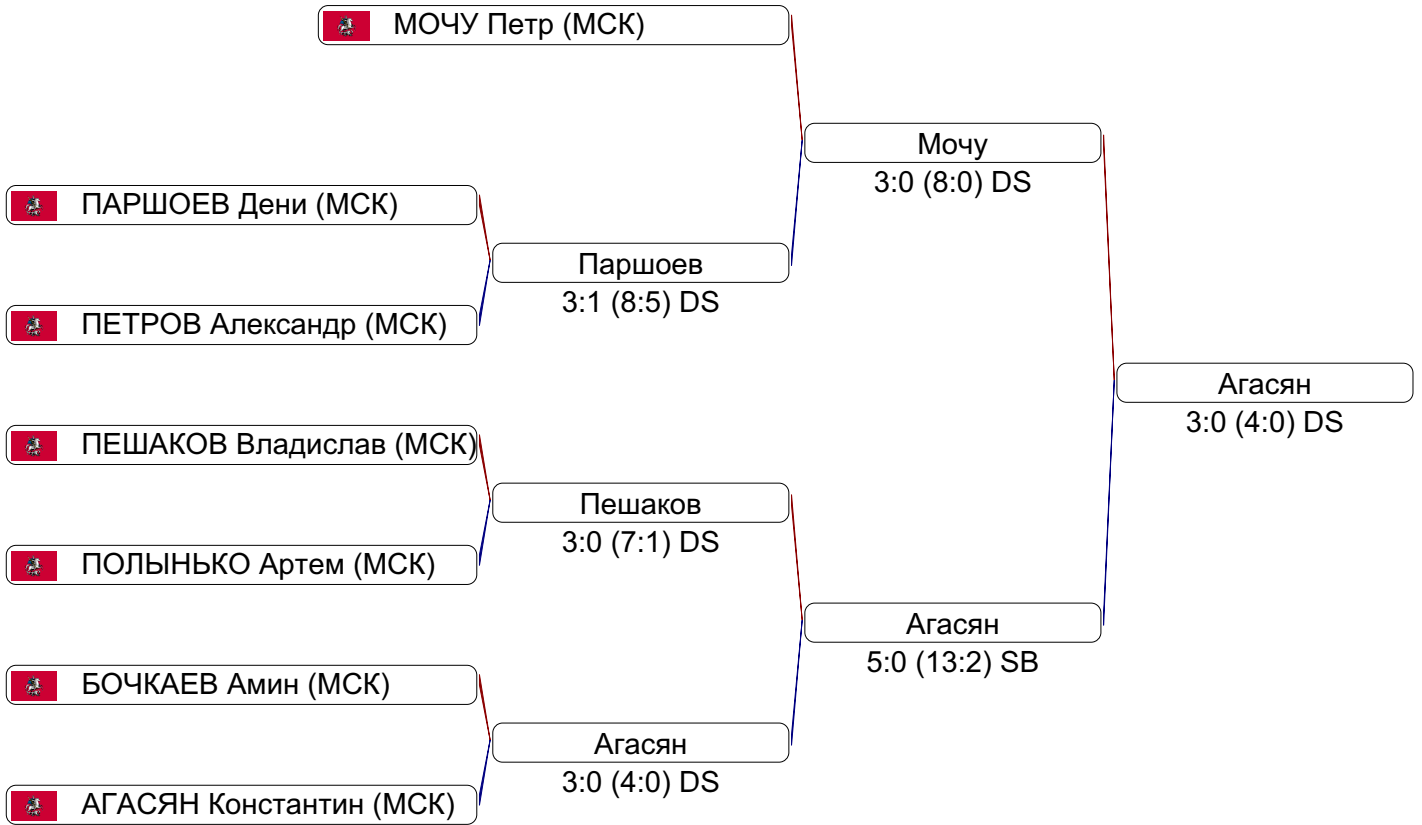 МОЧУ Петр (МСК)
Мочу
3:0 (8:0) DS
ПАРШОЕВ Дени (МСК)
Паршоев
3:1 (8:5) DS
ПЕТРОВ Александр (МСК)
Агасян
3:0 (4:0) DS
ПЕШАКОВ Владислав (МСК)
Пешаков
3:0 (7:1) DS
ПОЛЫНЬКО Артем (МСК)
Агасян
5:0 (13:2) SB
БОЧКАЕВ Амин (МСК)
Агасян
3:0 (4:0) DS
АГАСЯН Константин (МСК)